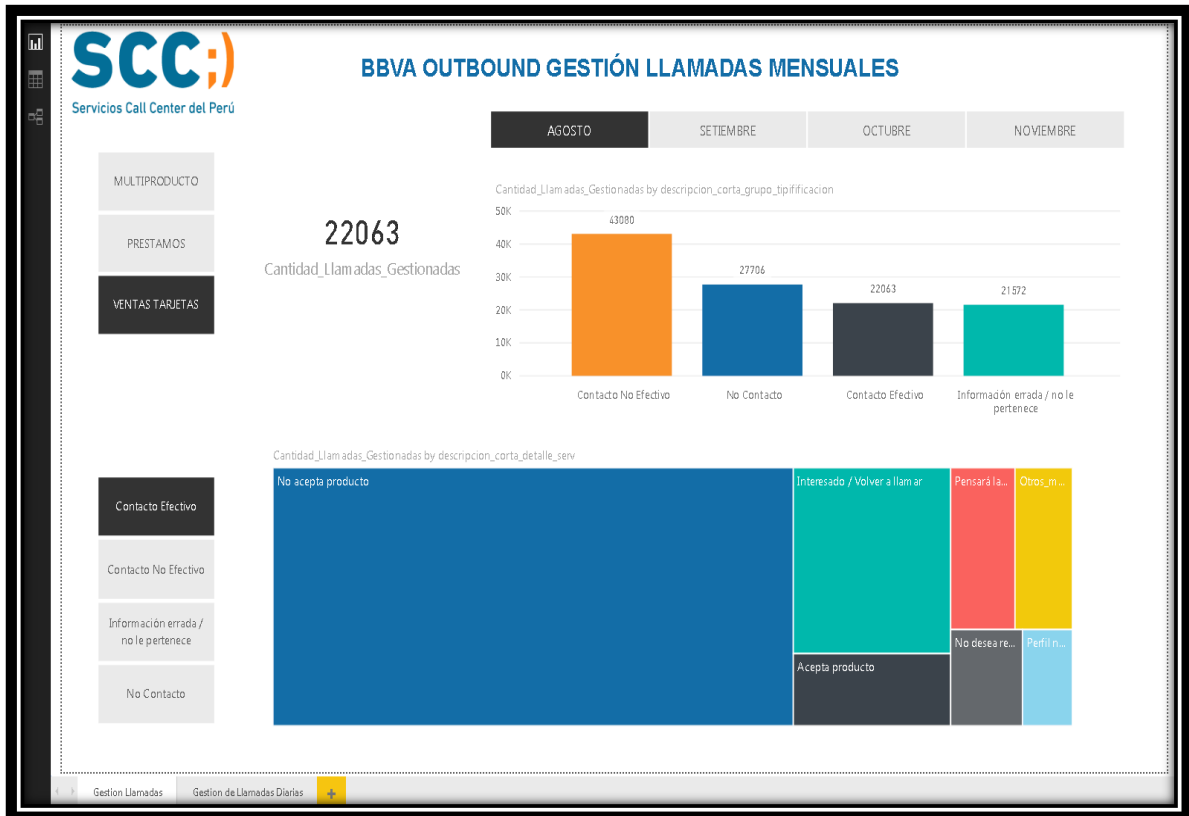 SCC;)
Servicios Call Center del Perú
BBVA OUTBOUND GESTIÓN LLAMADAS MENSUALES
AGOSTO
SETIEMBRE
OCTUBRE
NOVIEMBRE
MULTIPRODUCTO
PRESTAMOS
VENTAS TARJETAS
22063
Cantidad_Llamadas_Gestionadas
Cantidad_Llamadas_Gestionadas by descripcion_corta_grupo_tipifificacion
50K
40K
30K
20K
10K
0K
43080
27706
22063
21572
Contacto No Efectivo
No Contacto
Contacto Efectivo
Información errada / no le
pertenece
Cantidad_Llamadas_Gestionadas by descripcion_corta_detalle_serv
No acepta producto
Interesado / Volver a llamar
Pensará la...
Otros_m...
Acepta producto
No desea re...
Perfil n...
Contacto Efectivo
Contacto No Efectivo
Información errada /
no le pertenece
No Contacto
Gestion Llamadas
Gestion de Llamadas Diarias
+